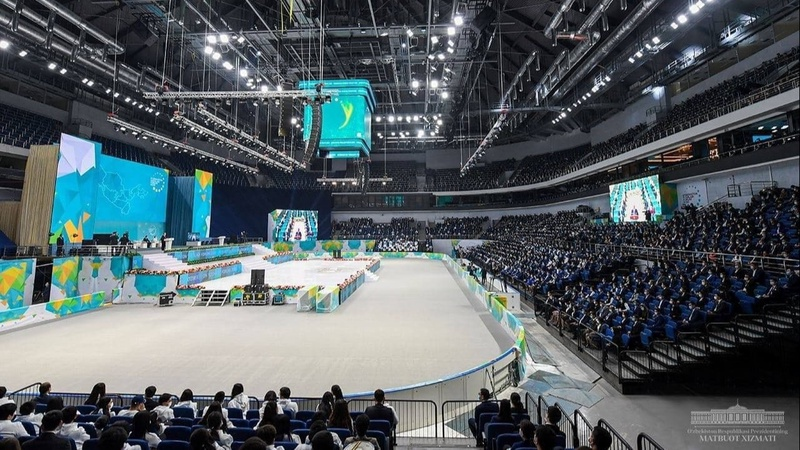 O'zbekiston Respublikasi Prezidentining
MATBUOT XIZMATI